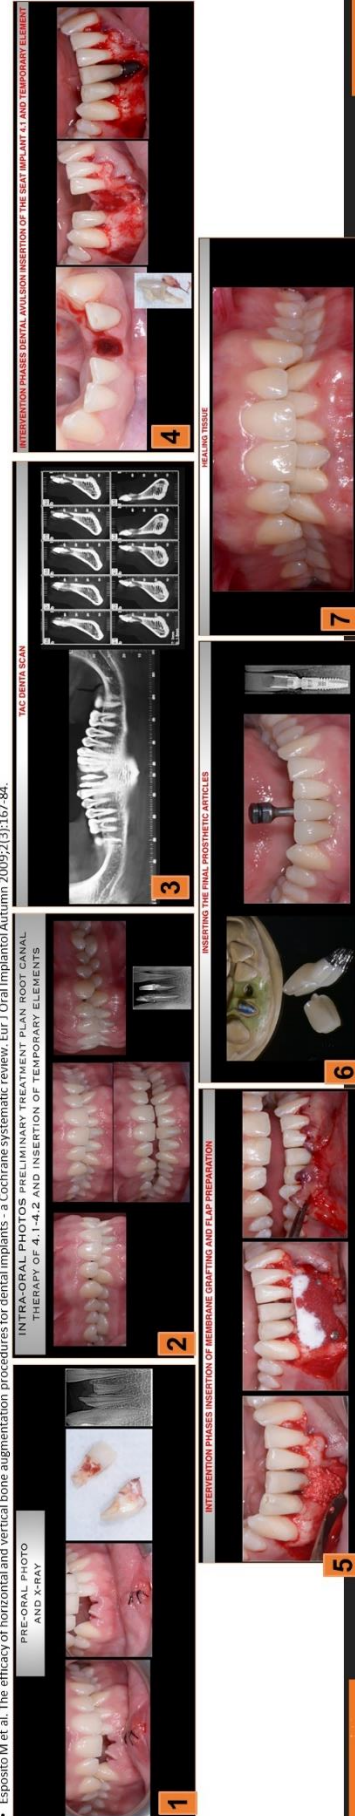 • Esposito M et al. The efficacy of horizontal and vertical bone augmentation procedures for dental implants - a Cochrane systematic review. Eur J Oral Implantol Autumn 2009;2(3):167-84.
PRE-ORAL PHOTO
AND X-RAY
1
INTRA-ORAL PHOTOS PRELIMINARY TREATMENT PLAN ROOT CANAL
THERAPY OF 4.1-4.2 AND INSERTION OF TEMPORARY ELEMENTS
2
TAC DENTA SCAN
3
INTERVENTION PHASES DENTAL AVULSION INSERTION OF THE SEAT IMPLANT 4.1 AND TEMPORARY ELEMENT
4
INTERVENTION PHASES INSERTION OF MEMBRANE GRAFTING AND FLAP PREPARATION
5
INSERTING THE FINAL PROSTHETIC ARTICLES
6
HEALING TISSUE
7